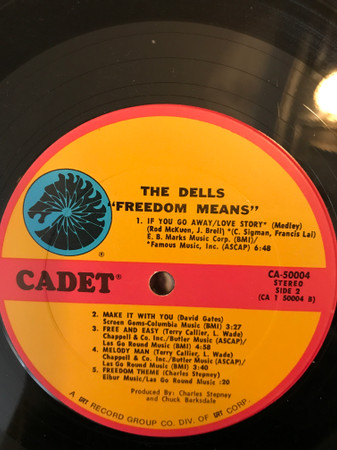 THE DELLS
"FREEDOM MEANS"
1. IF YOU GO AWAY/LOVE STORY* (Medley)
(Rod McKuen, J. Brell) *(C. Sigman, Francis Lai)
E. B. Marks Music Corp. (BMI)/
*Famous Music, Inc. (ASCAP) 6:48
CADET®
CA-50004
STEREO
SIDE 2
(CA 1 50004 B)
2. MAKE IT WITH YOU (David Gates)
Screen Gems-Columbia Music (BMI) 3:27
3. FREE AND EASY (Terry Callier, L. Wade)
Chappell & Co. Inc./Butler Music (ASCAP)/
Las Go Round Music (BMI) 4:58
4. MELODY MAN (Terry Callier, L. Wade)
Chappell & Co. Inc./Butler Music (ASCAP)/
Las Go Round Music (BMI) 3:40
5. FREEDOM THEME (Charles Stepney)
Eibur Music/Las Go Round Music :20
Produced By: Charles Stepney and
Chuck Barksdale
A GRT RECORD GROUP CO. DIV. OF GRT CORP.